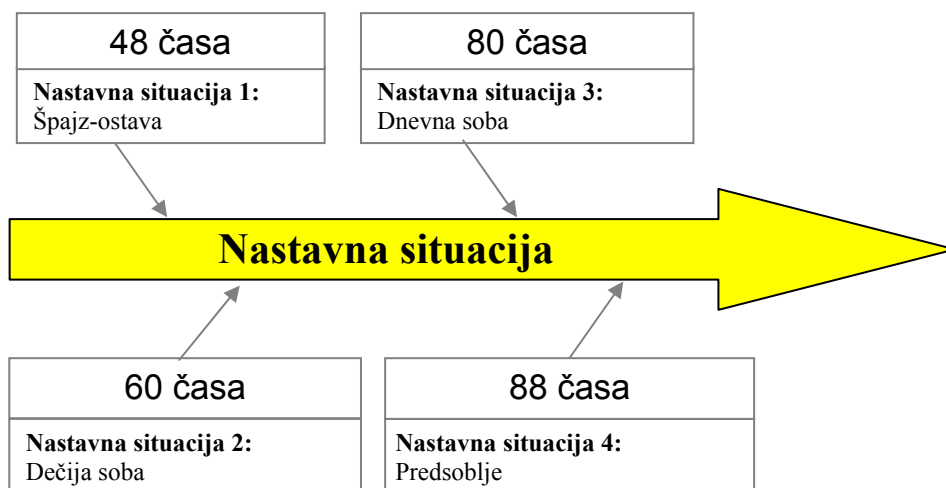 48 časa
Nastavna situacija 1:
Špajz-ostava
80 časa
Nastavna situacija 3:
Dnevna soba
Nastavna situacija
60 časa
Nastavna situacija 2:
Dečija soba
88 časa
Nastavna situacija 4:
Predsoblje